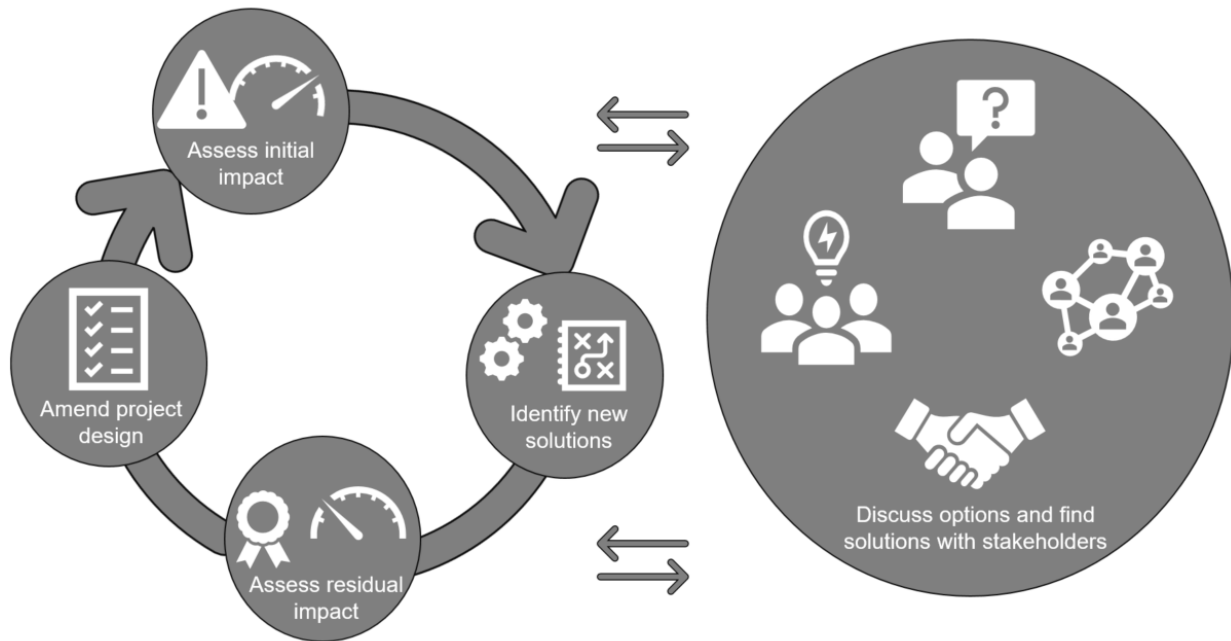 Assess initial
impact
Identify new
solutions
Assess residual
impact
Amend project
design
Discuss options and find
solutions with stakeholders